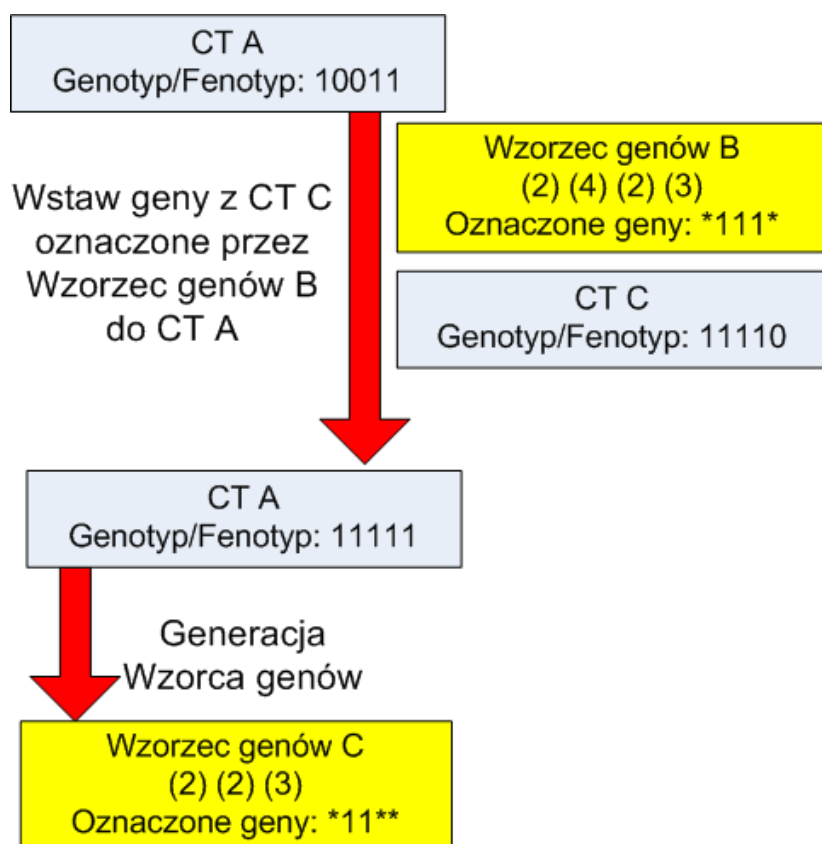 CT A
Genotyp/Fenotyp: 10011
Wstaw geny z CT C
oznaczone przez
Wzorzec genów B
do CT A
Wzorzec genów B
(2) (4) (2) (3)
Oznaczone geny: *111*
CT C
Genotyp/Fenotyp: 11110
CT A
Genotyp/Fenotyp: 11111
Generacja
Wzorca genów
Wzorzec genów C
(2) (2) (3)
Oznaczone geny: *11**